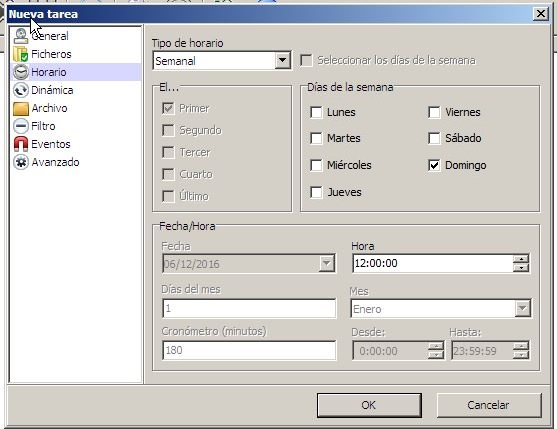 Nueva tarea
General
Ficheros
Horario
Dinámica
Archivo
Filtro
Eventos
Avanzado
Tipo de horario
Semanal
Seleccionar los días de la semana
El...
Primer
Segundo
Tercer
Cuarto
Último
Días de la semana
Lunes
Viernes
Martes
Sábado
Miércoles
Domingo
Jueves
Fecha/Hora
Fecha
Hora
06/12/2016
12:00:00
Días del mes
Mes
1
Enero
Cronómetro (minutos)
Desde:
Hasta:
180
0:00:00
23:59:59
OK
Cancelar